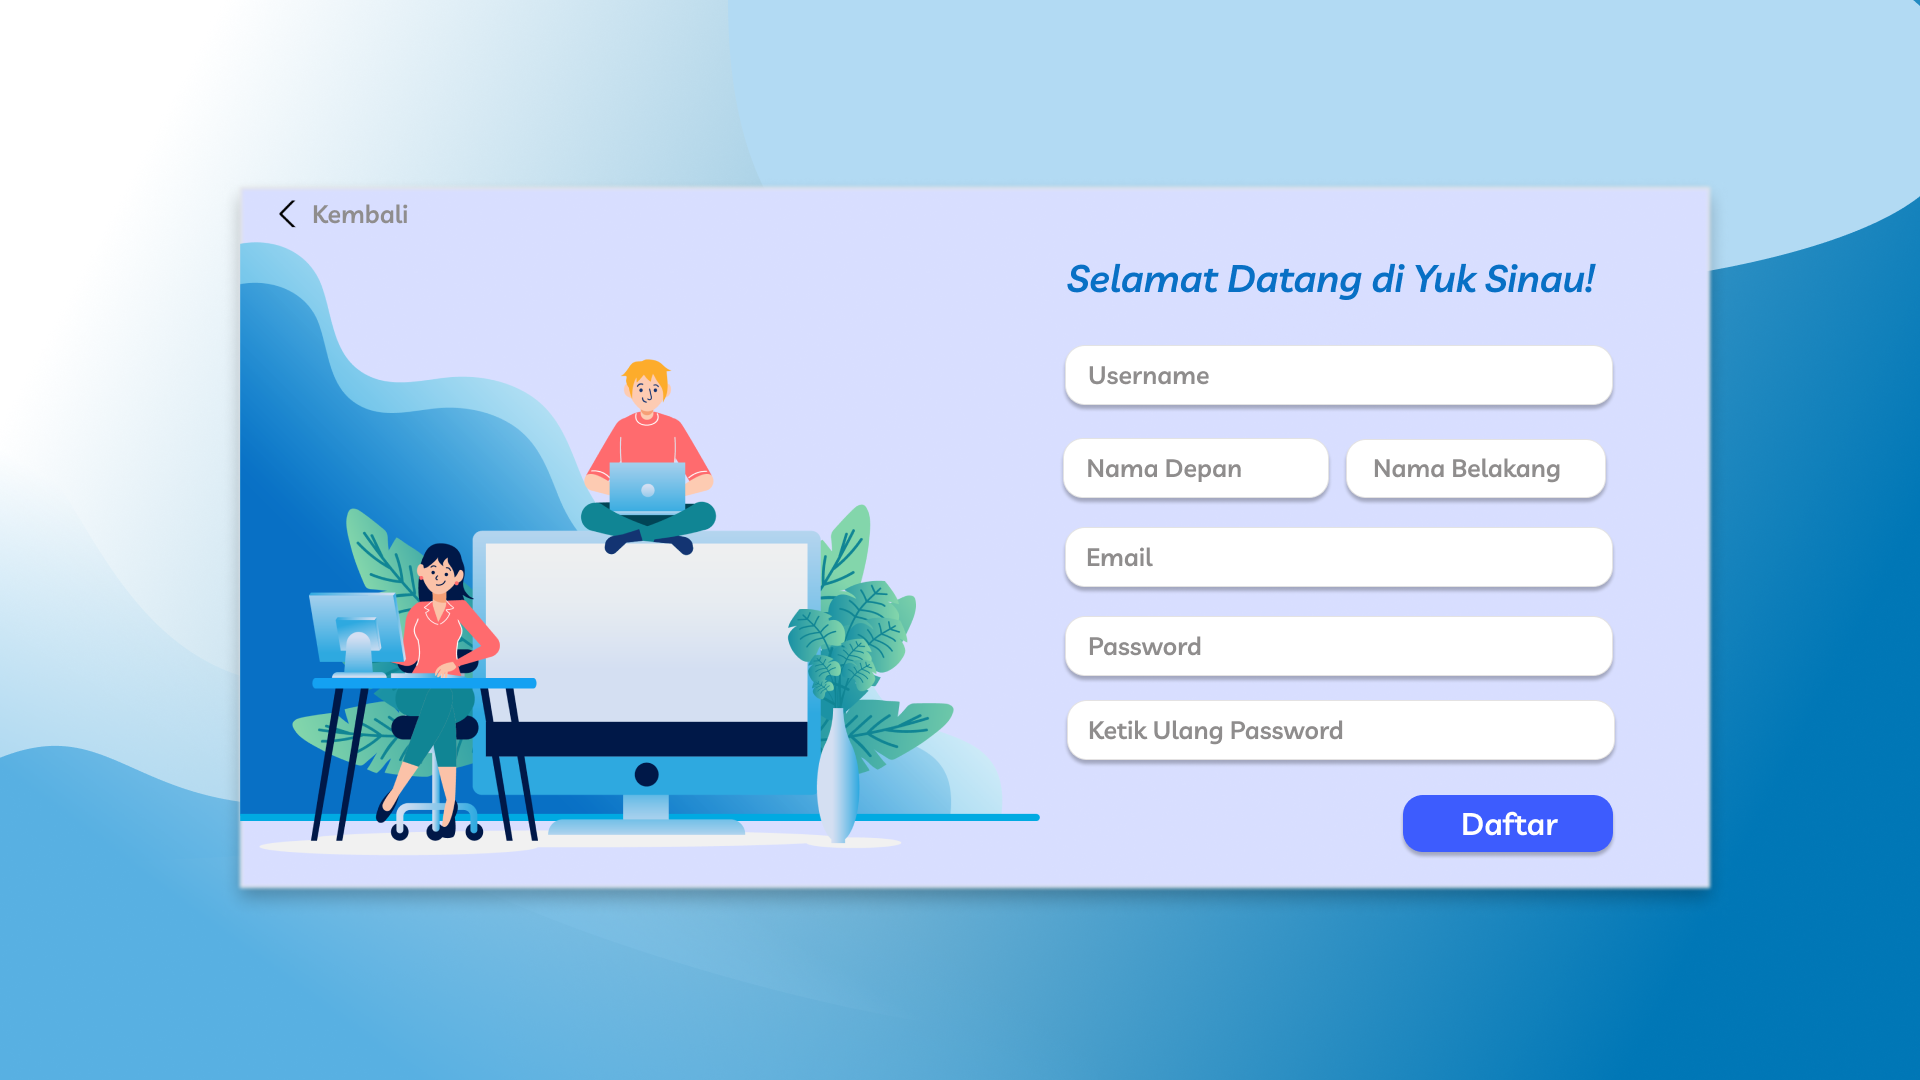 Kembali
Selamat Datang di Yuk Sinau!
Username
Nama Depan
Nama Belakang
Email
Password
Ketik Ulang Password
Daftar